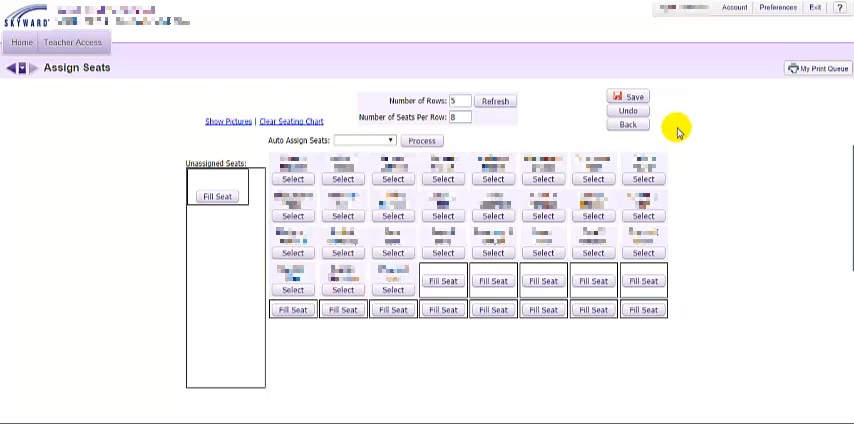 SKYWARD
Account Preferences Exit ?
Home Teacher Access
Assign Seats
My Print Queue
Number of Rows: 5 Refresh
Save
Number of Seats Per Row: 8
Undo
Show Pictures | Clear Seating Chart
Back
Auto Assign Seats: Process
Unassigned Seats:
Fill Seat
Select Select Select Select Select Select Select Select
Select Select Select Select Select Select Select Select
Select Select Select Select Select Select Select Select
Select Select Select Fill Seat Fill Seat Fill Seat Fill Seat Fill Seat
Fill Seat Fill Seat Fill Seat Fill Seat Fill Seat Fill Seat Fill Seat Fill Seat